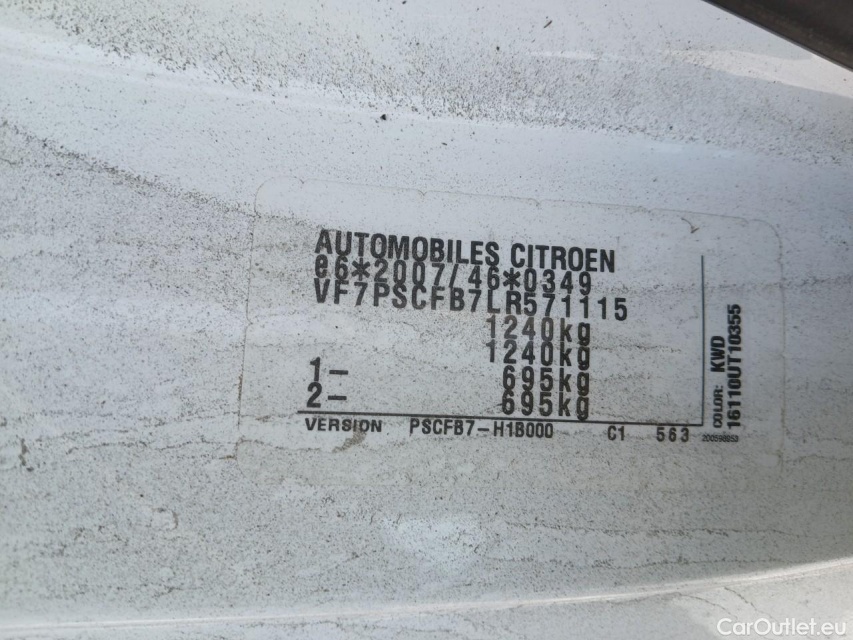 AUTOMOBILES CITROEN
e6*2007/46*0349
VF7PSCFB7LR571115
1240kg
1240kg
1- 695kg
2- 695kg
VERSION PSCFB7-H1B000 C1 563
COLOR: KWD
16110UT10355
CarOutlet.eu